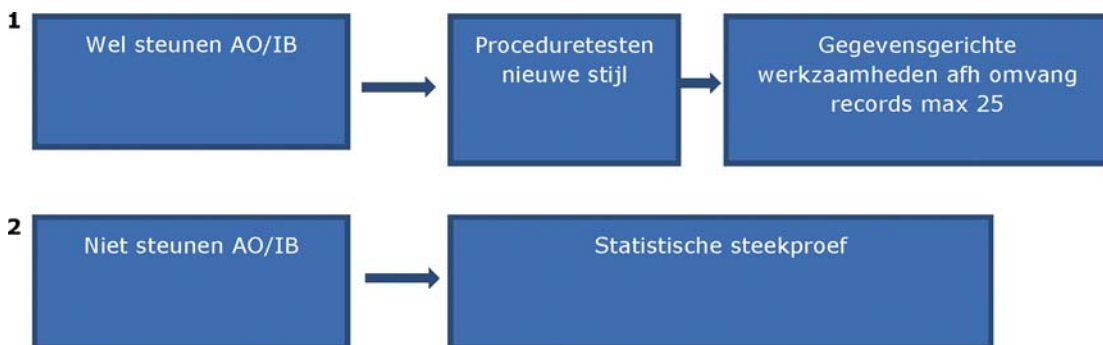 1
Wel steunen AO/IB
Proceduretesten
nieuwe stijl
Gegevensgerichte
werkzaamheden afh omvang
records max 25
2
Niet steunen AO/IB
Statistische steekproef